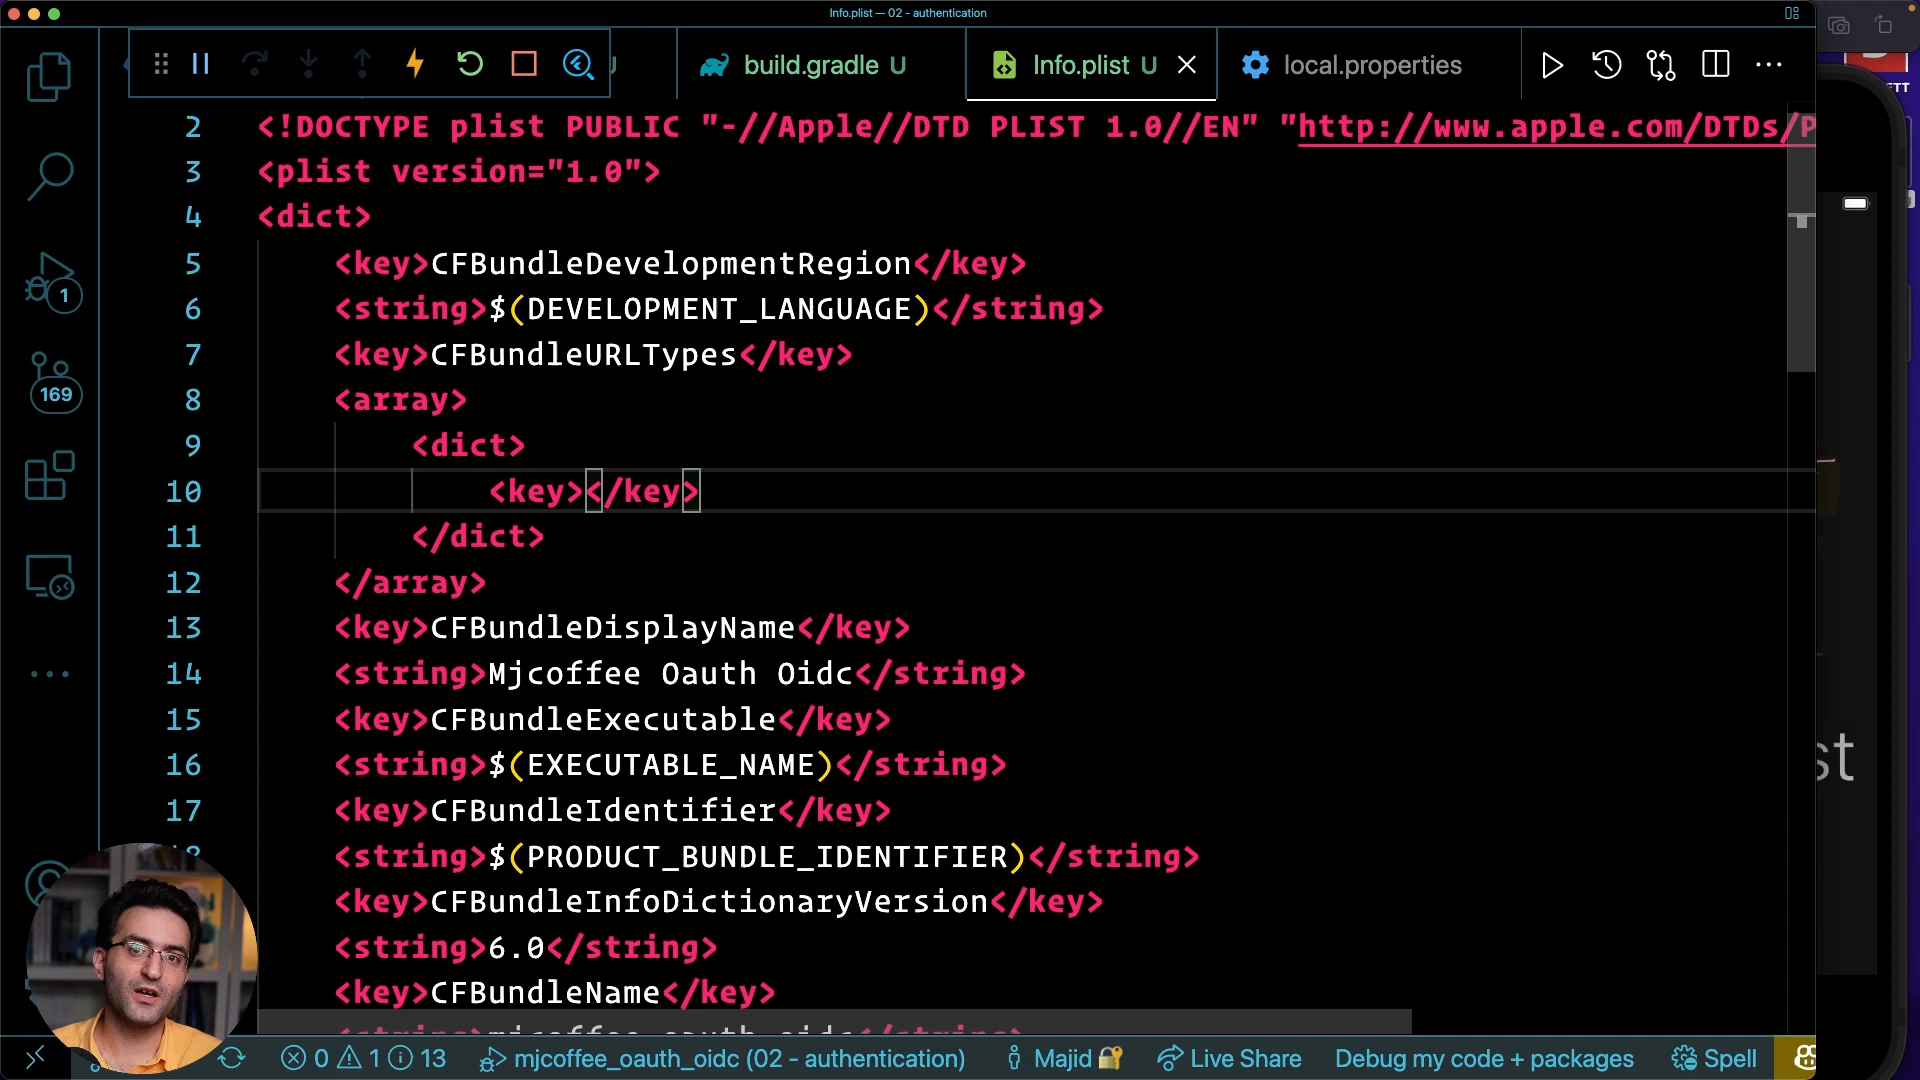 Info.plist — 02 - authentication
build.gradle U
Info.plist U
local.properties
2 <!DOCTYPE plist PUBLIC "-//Apple//DTD PLIST 1.0//EN" "http://www.apple.com/DTDs/P
3 <plist version="1.0">
4 <dict>
5 <key>CFBundleDevelopmentRegion</key>
6 <string>$(DEVELOPMENT_LANGUAGE)</string>
7 <key>CFBundleURLTypes</key>
8 <array>
9 <dict>
10 <key></key>
11 </dict>
12 </array>
13 <key>CFBundleDisplayName</key>
14 <string>Mjcoffee Oauth Oidc</string>
15 <key>CFBundleExecutable</key>
16 <string>$(EXECUTABLE_NAME)</string>
17 <key>CFBundleIdentifier</key>
<string>$(PRODUCT_BUNDLE_IDENTIFIER)</string>
<key>CFBundleInfoDictionaryVersion</key>
<string>6.0</string>
<key>CFBundleName</key>
<string>mjcoffee_oauth_oidc</string>
1
169
st
0 1 13 mjcoffee_oauth_oidc (02 - authentication) Majid Live Share Debug my code + packages Spell